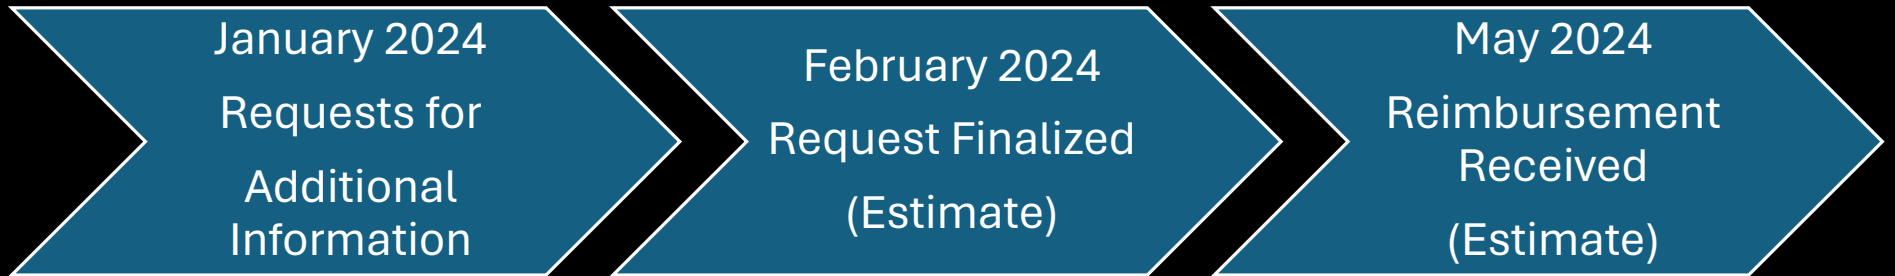 January 2024
Requests for
Additional
Information
February 2024
Request Finalized
(Estimate)
May 2024
Reimbursement
Received
(Estimate)